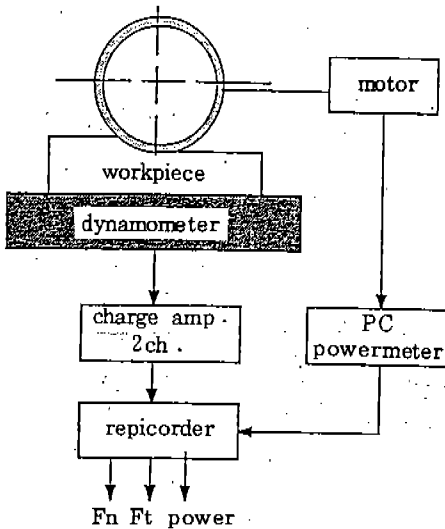 motor
workpiece
dynamometer
charge amp
2ch
PC
powermeter
repicorder
Fn Ft power